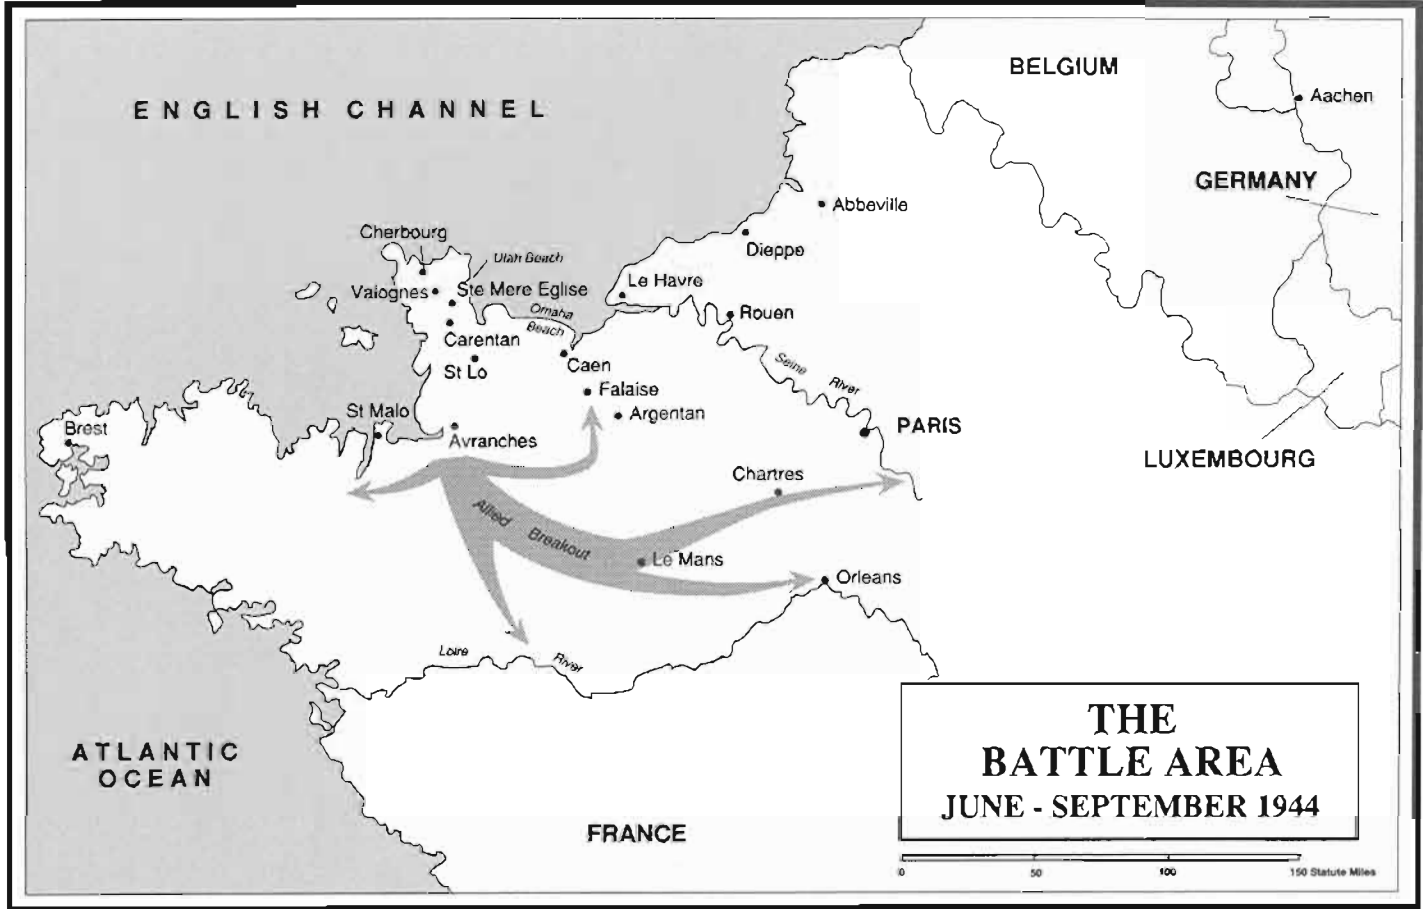 BELGIUM
ENGLISH CHANNEL
Aachen
GERMANY
Abbeville
Cherbourg
Dieppe
Utah Beach
Le Havre
Valognes
Ste Mere Eglise
Omaha
Beach
Rouen
Carentan
St Lo
Caen
Seine River
Falaise
St Malo
Argentan
Brest
Avranches
PARIS
LUXEMBOURG
Chartres
Allied Breakout
Le Mans
Orleans
Loire River
THE
BATTLE AREA
JUNE - SEPTEMBER 1944
ATLANTIC
OCEAN
FRANCE
0 50 100 150 Statute Miles